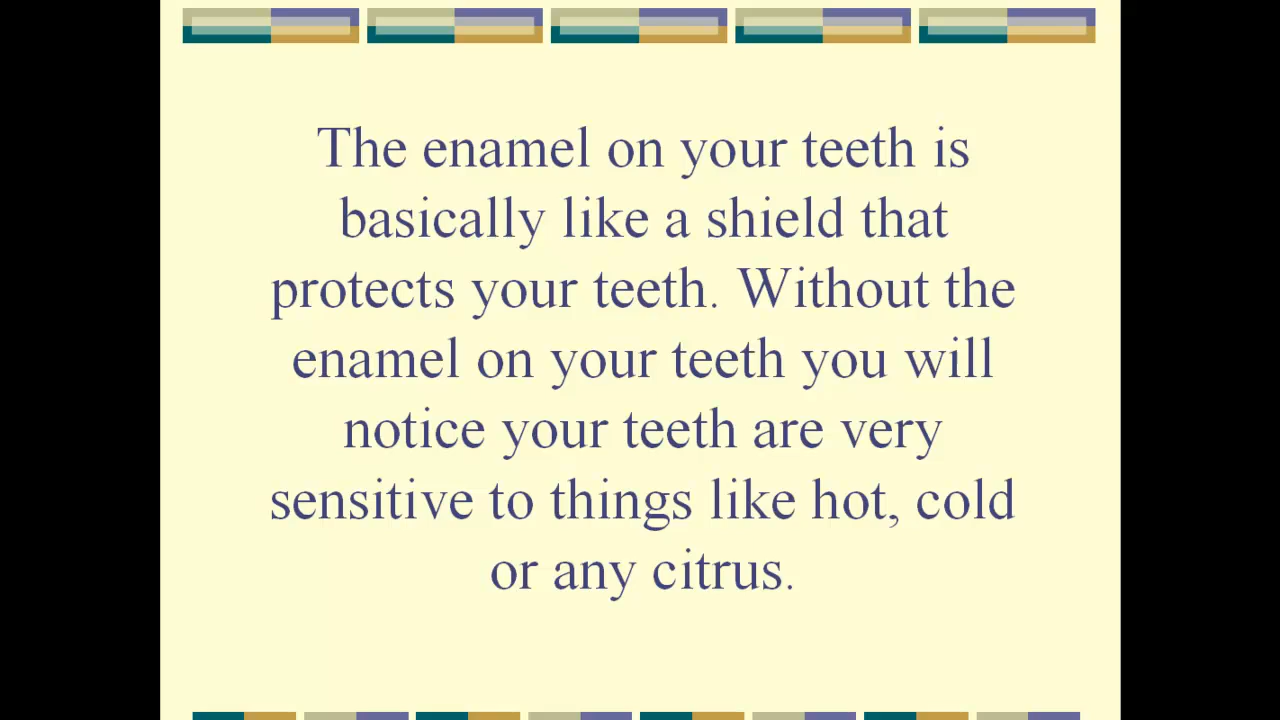 The enamel on your teeth is
basically like a shield that
protects your teeth. Without the
enamel on your teeth you will
notice your teeth are very
sensitive to things like hot, cold
or any citrus.